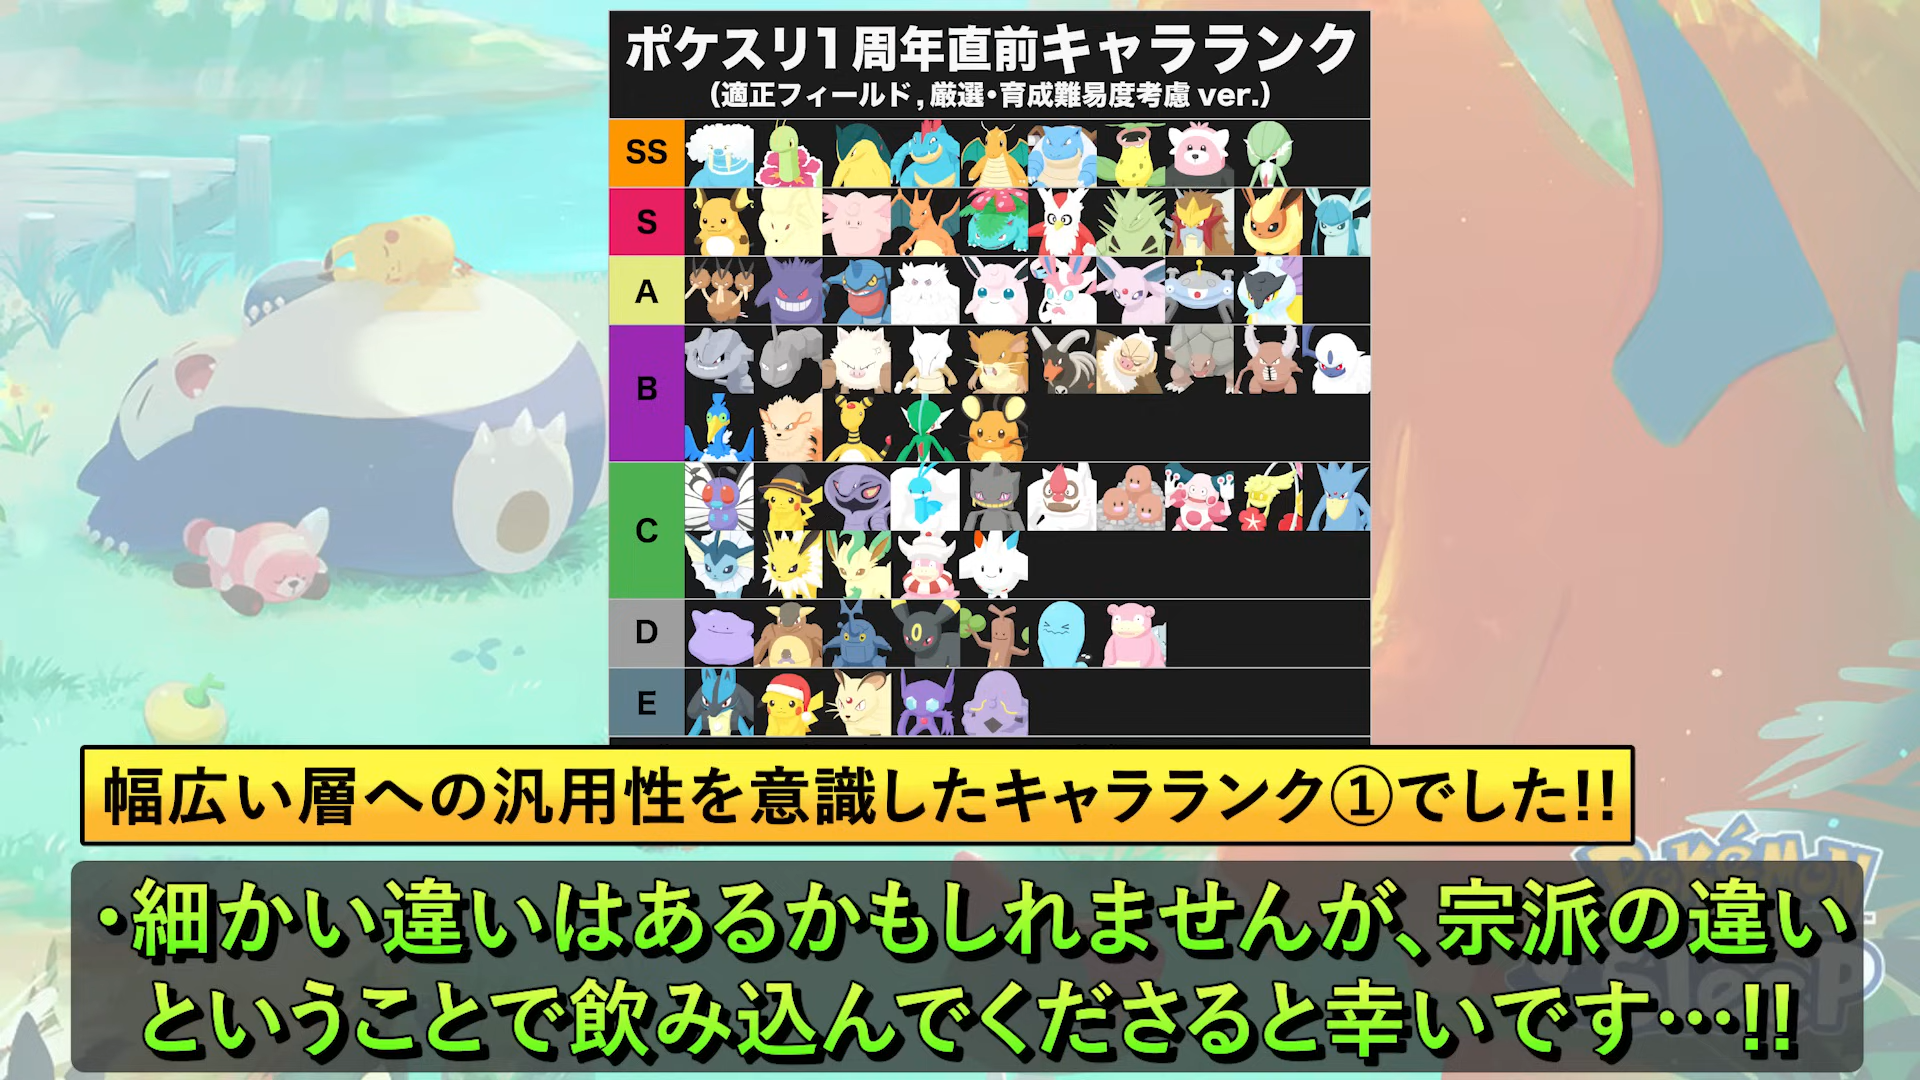 ポケスリ1周年直前キャラランク
(適正フィールド,厳選・育成難易度考慮 ver.)
SS
S
A
B
C
D
E
幅広い層への汎用性を意識したキャラランク①でした!!
・細かい違いはあるかもしれませんが、宗派の違い
ということで飲み込んでくださると幸いです…!!
POKÉMON
Sleep